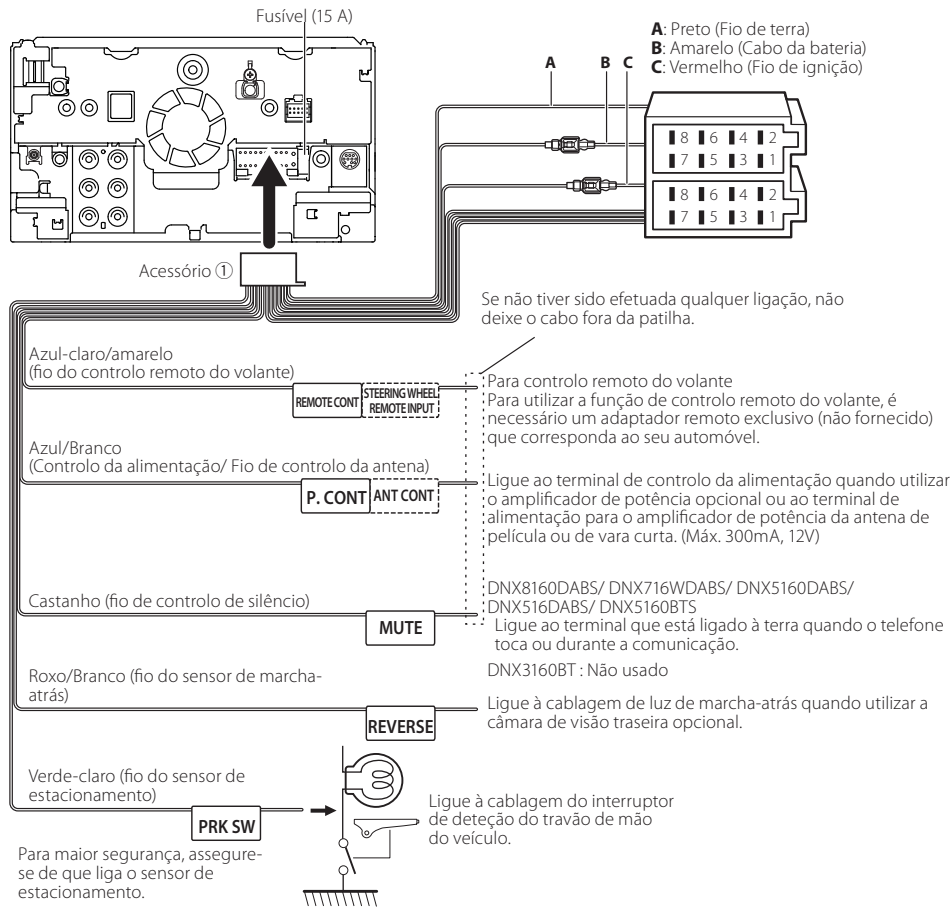 Fusível (15 A)
A: Preto (Fio de terra)
B: Amarelo (Cabo da bateria)
C: Vermelho (Fio de ignição)
A B C
8 6 4 2
7 5 3 1
8 6 4 2
7 5 3 1
Acessório ①
Se não tiver sido efetuada qualquer ligação, não
deixe o cabo fora da patilha.
Azul-claro/amarelo
(fio do controlo remoto do volante)
REMOTE CONT
STEERING WHEEL
REMOTE INPUT
Para controlo remoto do volante
Para utilizar a função de controlo remoto do volante, é
necessário um adaptador remoto exclusivo (não fornecido)
que corresponda ao seu automóvel.
Azul/Branco
(Controlo da alimentação/ Fio de controlo da antena)
P. CONT
ANT CONT
Ligue ao terminal de controlo da alimentação quando utilizar
o amplificador de potência opcional ou ao terminal de
alimentação para o amplificador de potência da antena de
película ou de vara curta. (Máx. 300mA, 12V)
Castanho (fio de controlo de silêncio)
MUTE
DNX8160DABS/ DNX716WDABS/ DNX5160DABS/
DNX516DABS/ DNX5160BTS
Ligue ao terminal que está ligado à terra quando o telefone
toca ou durante a comunicação.
DNX3160BT : Não usado
Roxo/Branco (fio do sensor de marcha-
atrás)
REVERSE
Ligue à cablagem de luz de marcha-atrás quando utilizar a
câmara de visão traseira opcional.
Verde-claro (fio do sensor de
estacionamento)
PRK SW
Ligue à cablagem do interruptor
de deteção do travão de mão
do veículo.
Para maior segurança, assegure-
se de que liga o sensor de
estacionamento.